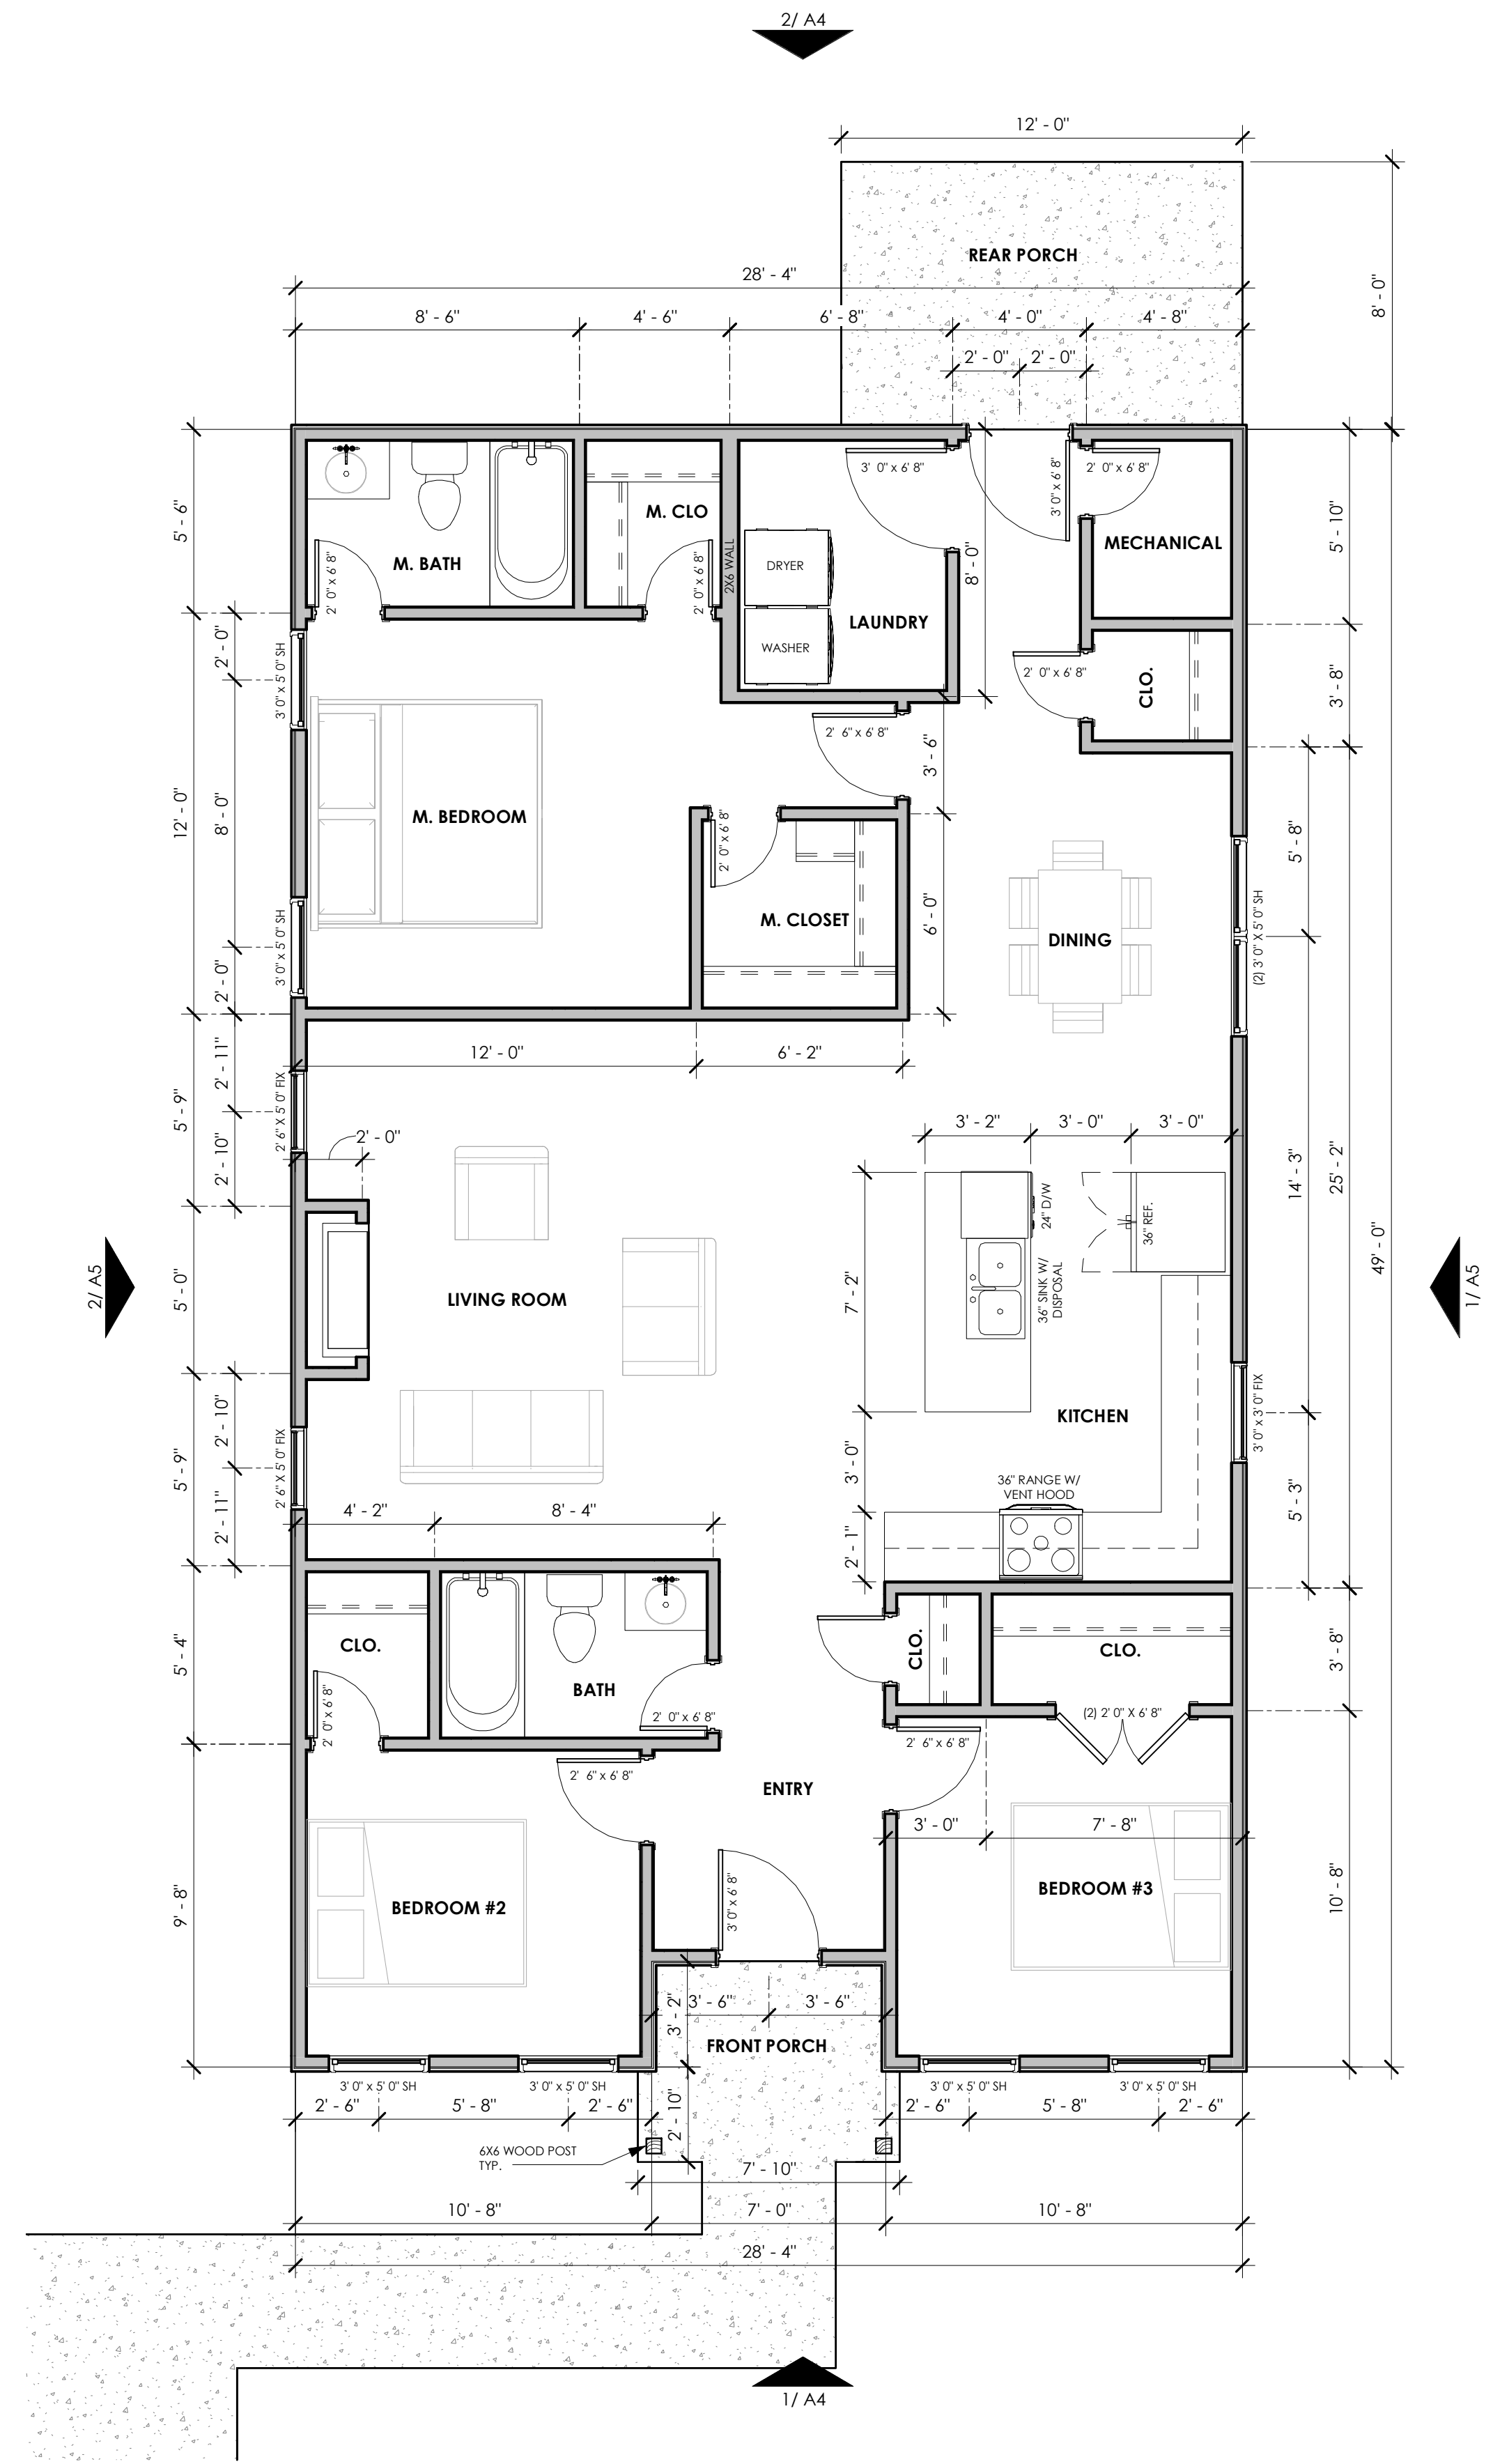 2/ A4
12' - 0"
REAR PORCH
8' - 0"
28' - 4"
8' - 6"
4' - 6"
6' - 8"
4' - 0"
4' - 8"
2' - 0"
2' - 0"
3' 0" x 6' 8"
3' 0" x 6' 8"
2' 0" x 6' 8"
5' - 6"
M. CLO
M. BATH
2' 0" x 6' 8"
2' 0" x 6' 8"
2X6 WALL
DRYER
8' - 0"
MECHANICAL
5' - 10"
LAUNDRY
WASHER
2' - 0"
3' 0" x 5' 0" SH
2' 0" x 6' 8"
CLO.
3' - 8"
2' 6" x 6' 8"
3' - 6"
12' - 0"
8' - 0"
M. BEDROOM
2' 0" x 6' 8"
5' - 8"
M. CLOSET
6' - 0"
DINING
(2) 3' 0" X 5' 0" SH
3' 0" x 5' 0" SH
2' - 0"
12' - 0"
6' - 2"
2' - 11"
5' - 9"
2' 6" X 5' 0" FIX
2' - 10"
2' - 0"
3' - 2"
3' - 0"
3' - 0"
14' - 3"
25' - 2"
49' - 0"
24" D/W
36" REF.
36" SINK W/
DISPOSAL
7' - 2"
2/ A5
5' - 0"
LIVING ROOM
1/ A5
2' - 10"
KITCHEN
3' 0" x 3' 0" FIX
5' - 9"
2' 6" X 5' 0" FIX
3' - 0"
36" RANGE W/
VENT HOOD
5' - 3"
2' - 11"
4' - 2"
8' - 4"
2' - 1"
5' - 4"
CLO.
BATH
CLO.
CLO.
3' - 8"
2' 0" x 6' 8"
2' 0" x 6' 8"
(2) 2' 0" X 6' 8"
2' 6" x 6' 8"
2' 6" x 6' 8"
ENTRY
3' - 0"
7' - 8"
9' - 8"
BEDROOM #2
3' 0" x 6' 8"
BEDROOM #3
10' - 8"
3' - 2"
3' - 6"
3' - 6"
FRONT PORCH
3' 0" x 5' 0" SH
3' 0" x 5' 0" SH
3' 0" x 5' 0" SH
3' 0" x 5' 0" SH
2' - 6"
5' - 8"
2' - 6"
2' - 10"
2' - 6"
5' - 8"
2' - 6"
6X6 WOOD POST
TYP.
7' - 10"
10' - 8"
7' - 0"
10' - 8"
28' - 4"
1/ A4